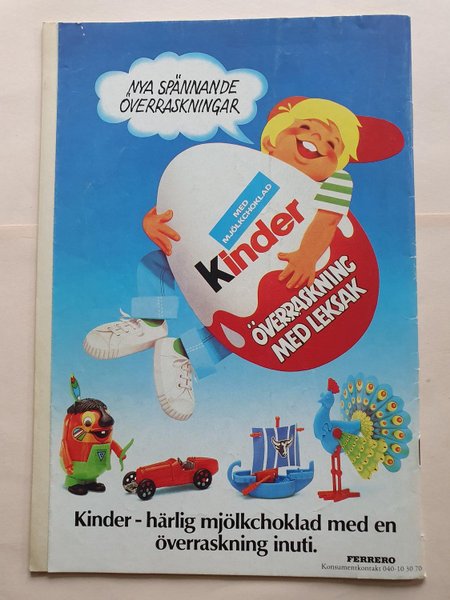 NYA SPÄNNANDE
ÖVERRASKNINGAR
MED
MJÖLKCHOKLAD
kinder
ÖVERRASKNING
MED LEKSAK
Kinder - härlig mjölkchoklad med en
överraskning inuti.
FERRERO
Konsumentkontakt 040-10 30 70